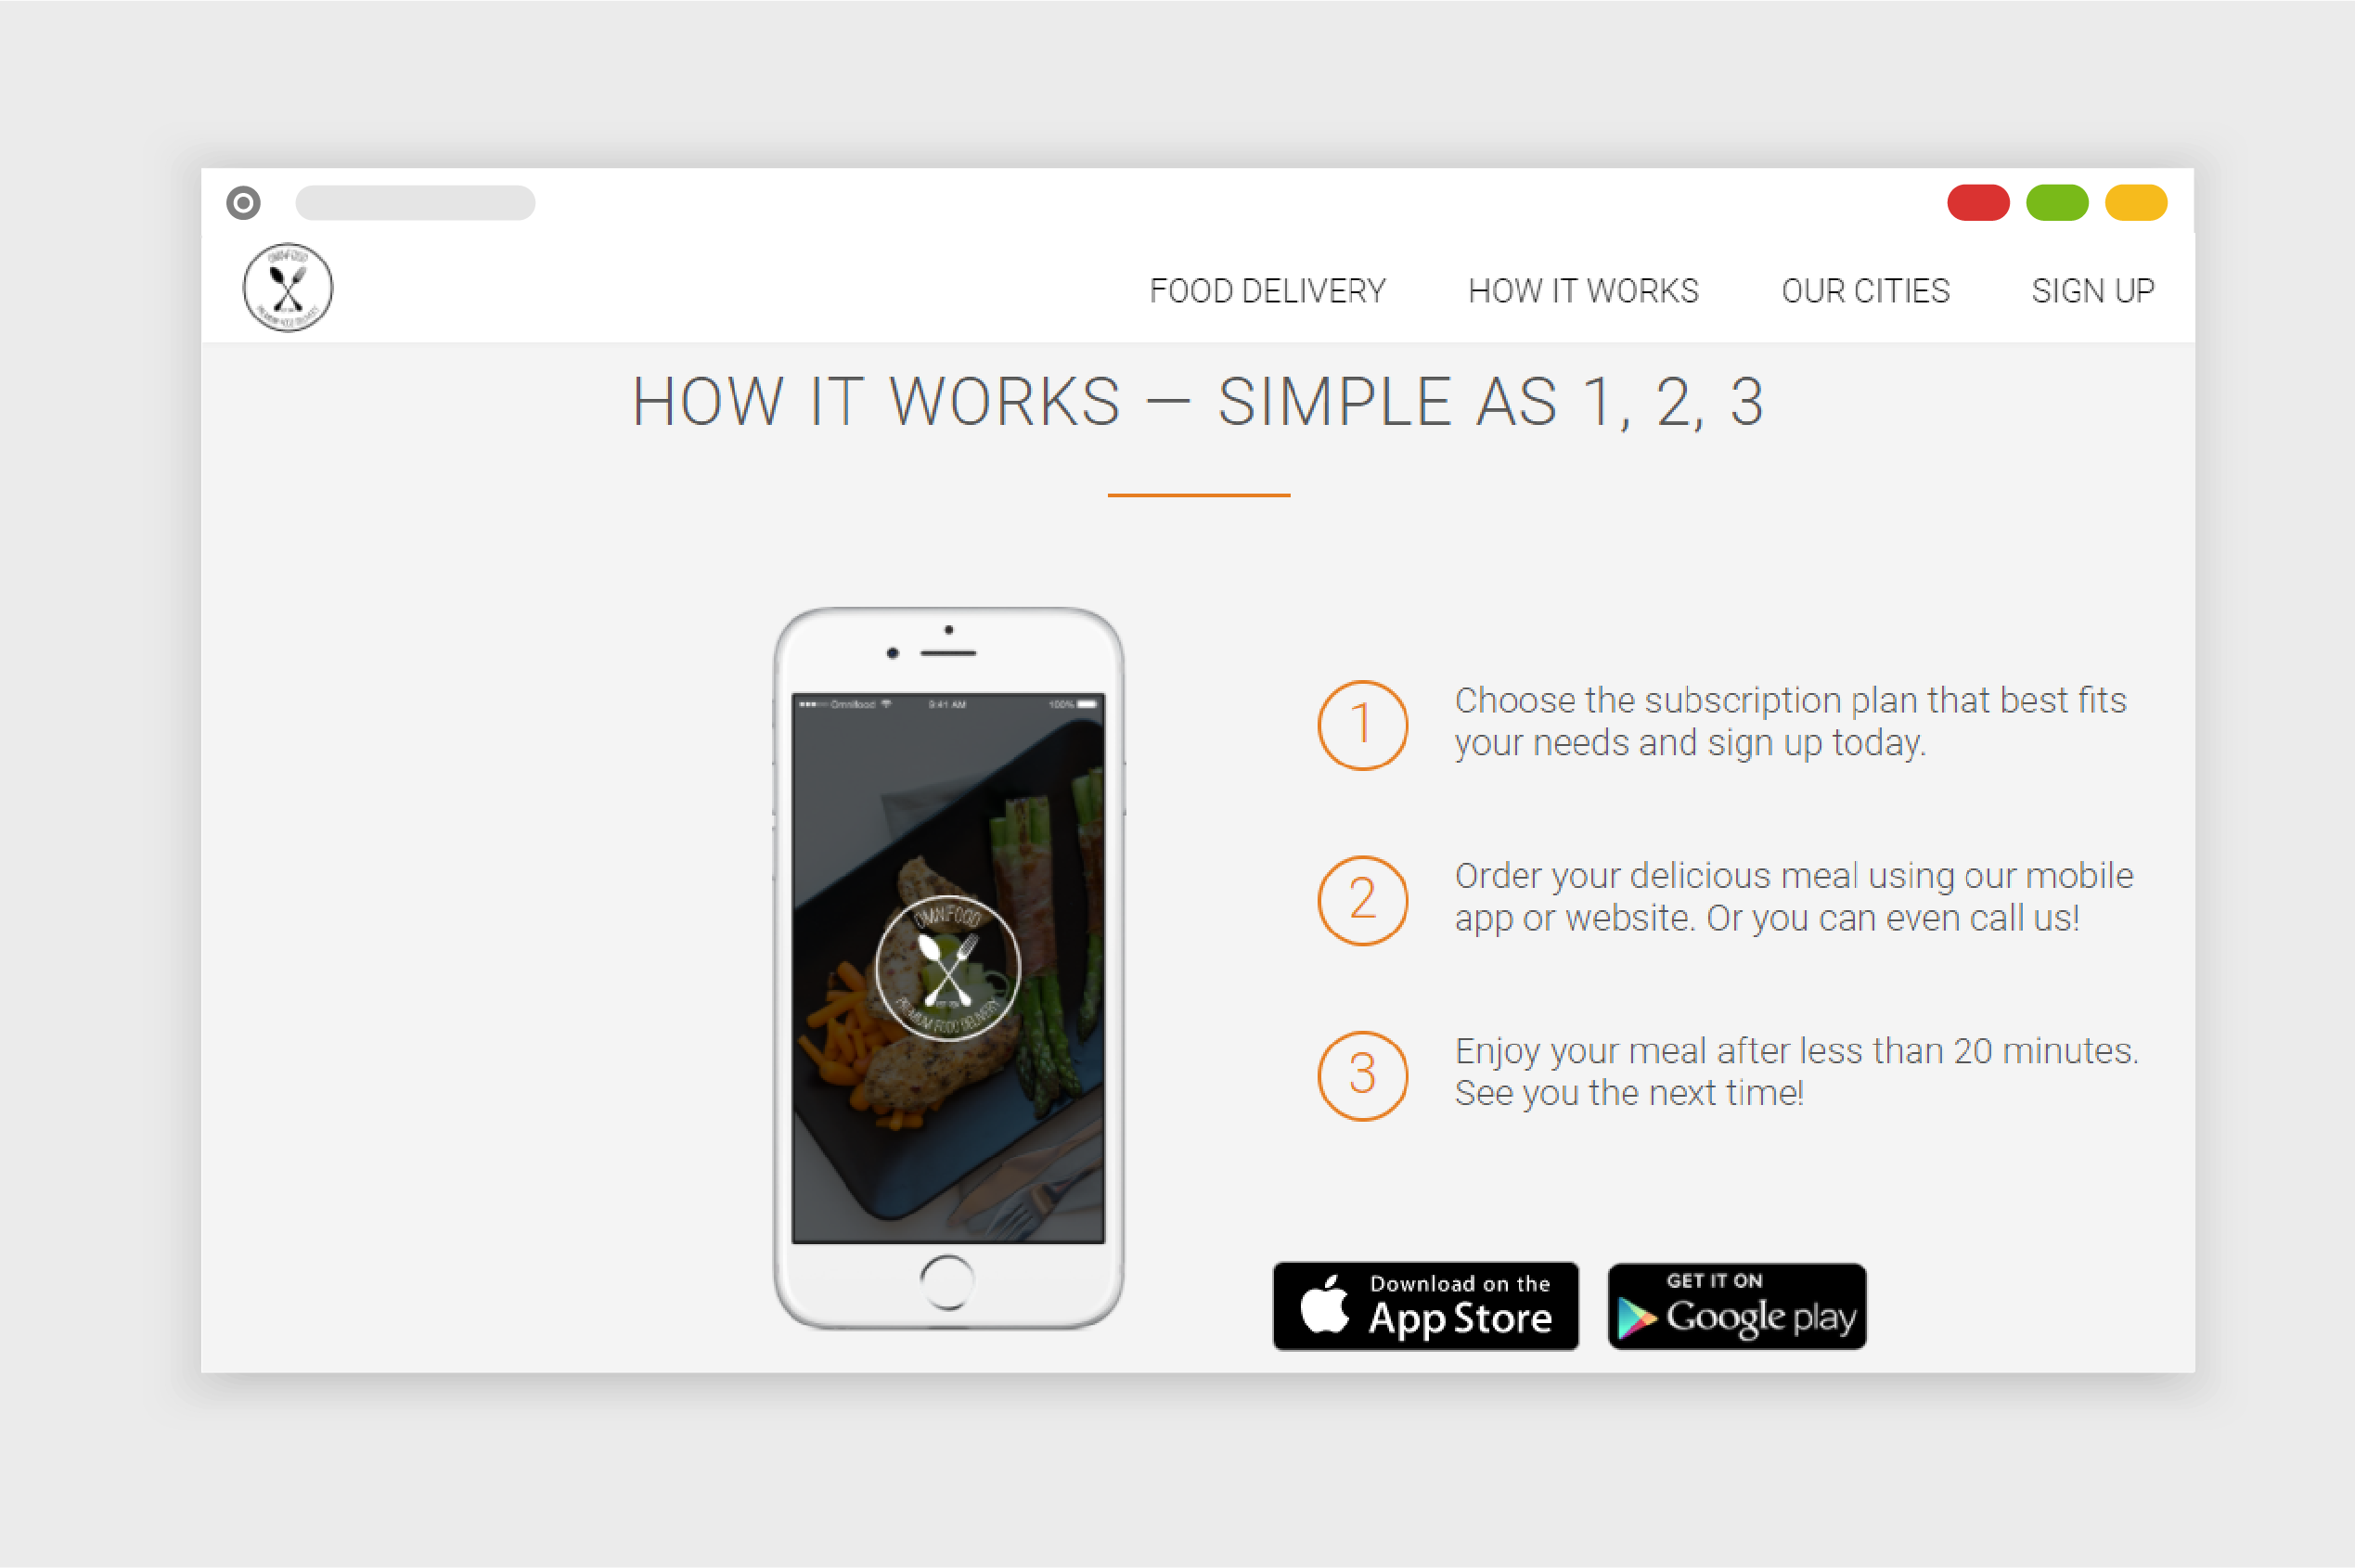 OMNIFOOD
PREMIUM FOOD DELIVERY
FOOD DELIVERY
HOW IT WORKS
OUR CITIES
SIGN UP
HOW IT WORKS — SIMPLE AS 1, 2, 3
Omnifood
9:41 AM
100%
OMNIFOOD
PREMIUM FOOD DELIVERY
1
Choose the subscription plan that best fits
your needs and sign up today.
2
Order your delicious meal using our mobile
app or website. Or you can even call us!
3
Enjoy your meal after less than 20 minutes.
See you the next time!
Download on the
App Store
GET IT ON
Google play